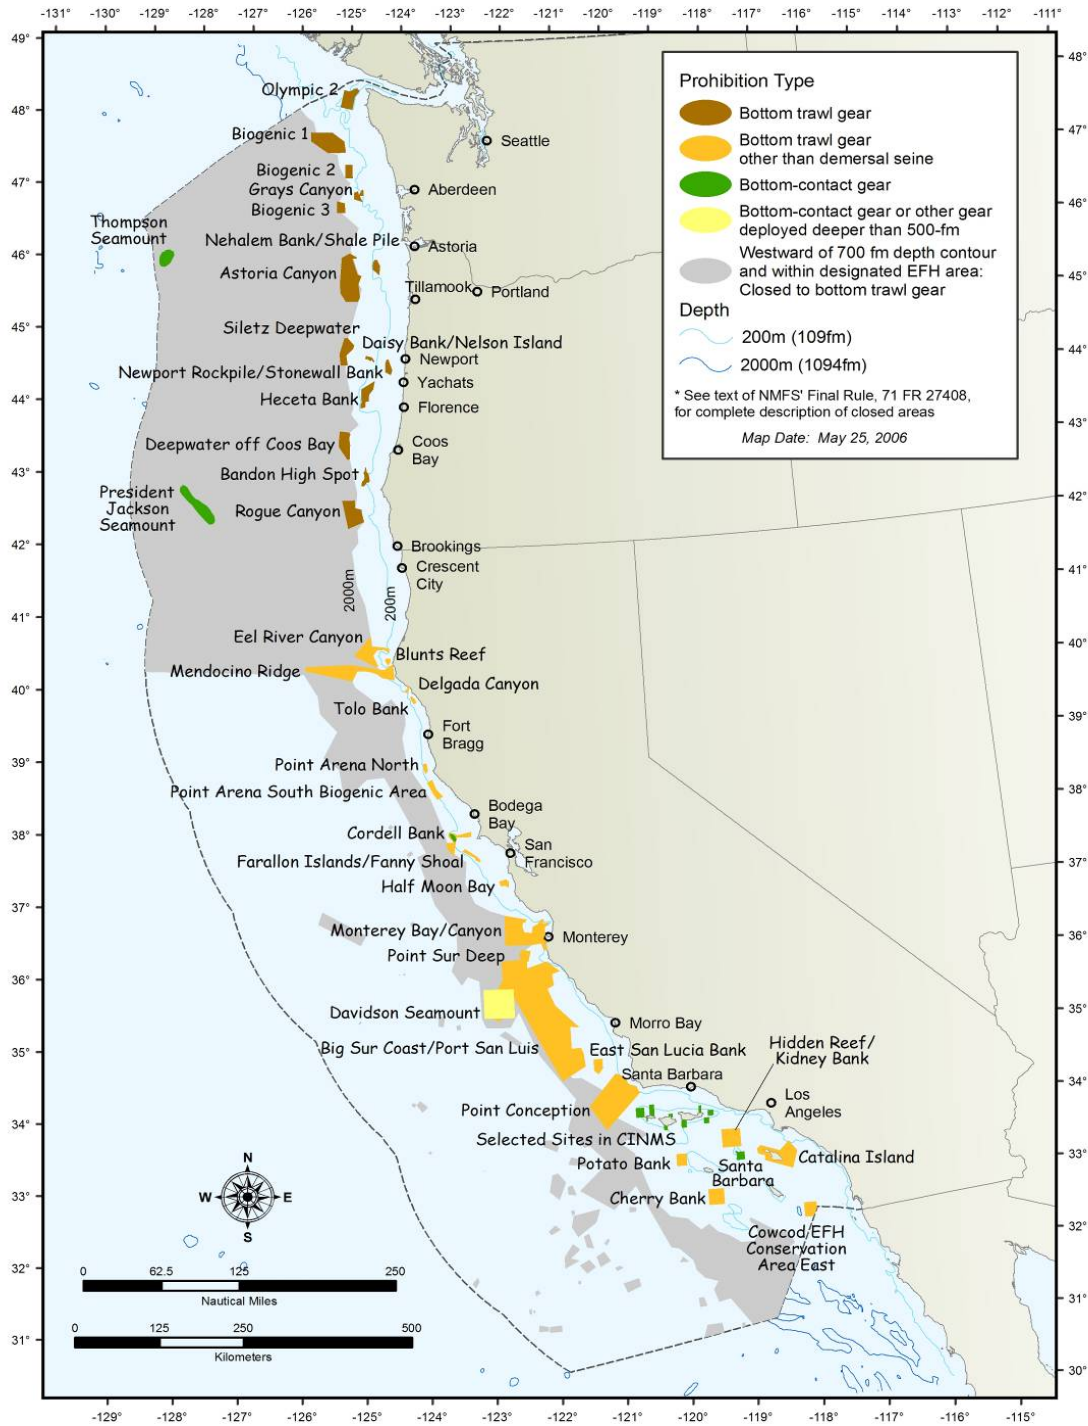 -131° -130° -129° -128° -127° -126° -125° -124° -123° -122° -121° -120° -119° -118° -117° -116° -115° -114° -113° -112° -111°
49°
48°
47°
46°
45°
44°
43°
42°
41°
40°
39°
38°
37°
36°
35°
34°
33°
32°
31°
Olympic 2
Biogenic 1
Biogenic 2
Grays Canyon
Biogenic 3
Thompson
Seamount
Nehalem Bank/Shale Pile
Astoria Canyon
Siletz Deepwater
Daisy Bank/Nelson Island
Newport Rockpile/Stonewall Bank
Heceta Bank
Deepwater off Coos Bay
Bandon High Spot
President
Jackson
Seamount
Rogue Canyon
2000m
200m
Eel River Canyon
Blunts Reef
Mendocino Ridge
Delgada Canyon
Tolo Bank
Point Arena North
Point Arena South Biogenic Area
Cordell Bank
Farallon Islands/Fanny Shoal
Half Moon Bay
Monterey Bay/Canyon
Point Sur Deep
Davidson Seamount
Big Sur Coast/Port San Luis
East San Lucia Bank
Point Conception
Selected Sites in CINMS
Potato Bank
Cherry Bank
Hidden Reef/
Kidney Bank
Santa
Barbara
Catalina Island
Cowcod EFH
Conservation
Area East
Seattle
Aberdeen
Astoria
Tillamook
Portland
Newport
Yachats
Florence
Coos
Bay
Brookings
Crescent
City
Fort
Bragg
Bodega
Bay
San
Francisco
Monterey
Morro Bay
Santa Barbara
Los
Angeles
Prohibition Type
Bottom trawl gear
Bottom trawl gear
other than demersal seine
Bottom-contact gear
Bottom-contact gear or other gear
deployed deeper than 500-fm
Westward of 700 fm depth contour
and within designated EFH area:
Closed to bottom trawl gear
Depth
200m (109fm)
2000m (1094fm)
* See text of NMFS' Final Rule, 71 FR 27408,
for complete description of closed areas
Map Date: May 25, 2006
48°
47°
46°
45°
44°
43°
42°
41°
40°
39°
38°
37°
36°
35°
34°
33°
32°
31°
30°
N
W E
S
0 62.5 125 250
Nautical Miles
0 125 250 500
Kilometers
-129° -128° -127° -126° -125° -124° -123° -122° -121° -120° -119° -118° -117° -116° -115°